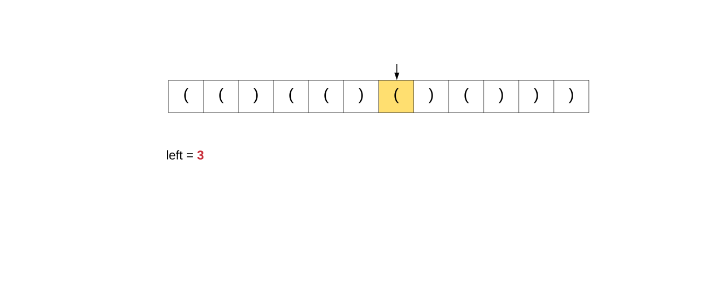 ( ( ) ( ( ) ( ) ( ) ) )
left = 3